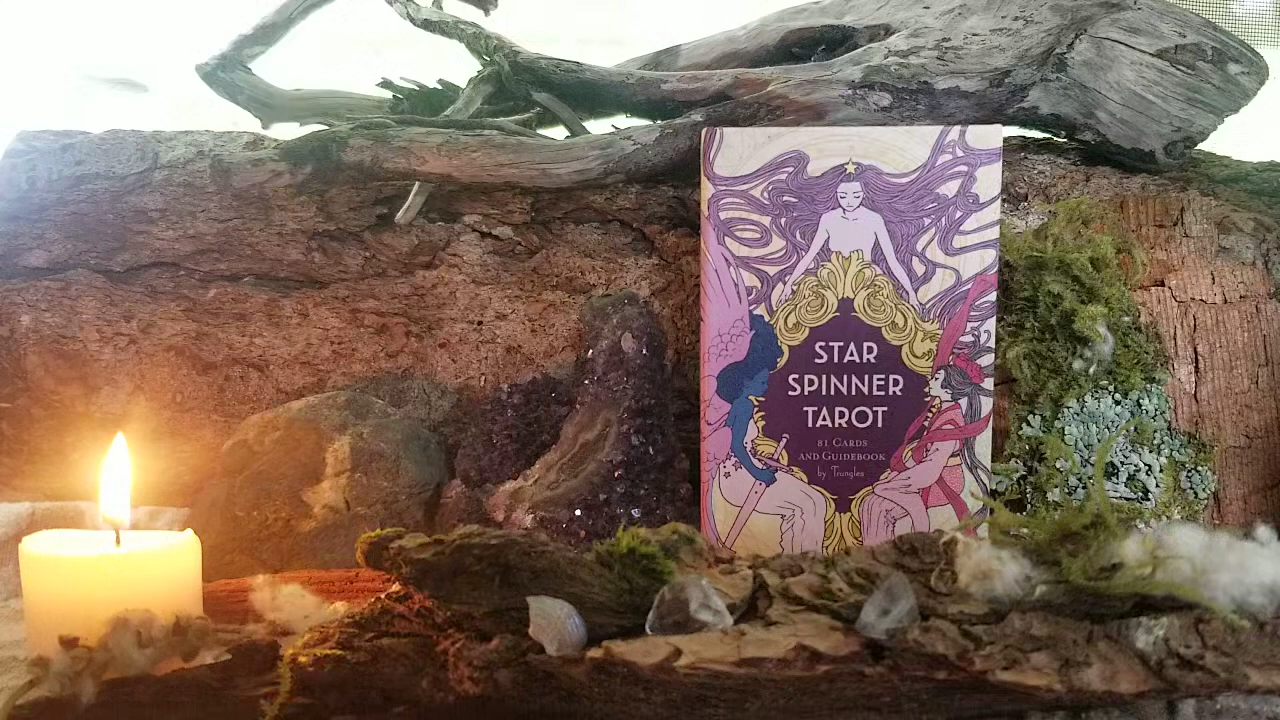 STAR
SPINNER
TAROT
81 CARDS
AND GUIDEBOOK
by Trungles